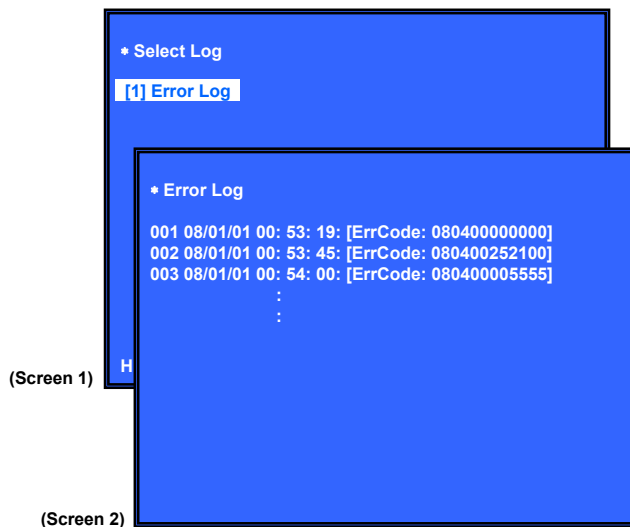 * Select Log
[1] Error Log
H
(Screen 1)
* Error Log
001 08/01/01 00: 53: 19: [ErrCode: 080400000000]
002 08/01/01 00: 53: 45: [ErrCode: 080400252100]
003 08/01/01 00: 54: 00: [ErrCode: 080400005555]
:
:
(Screen 2)